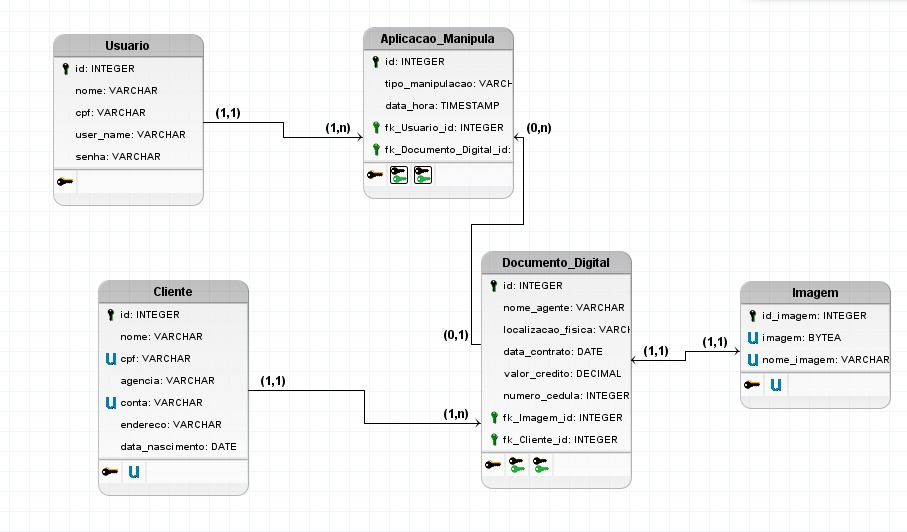 Usuario
id: INTEGER
nome: VARCHAR
cpf: VARCHAR
user_name: VARCHAR
senha: VARCHAR
(1,1)
(1,n)
Aplicacao_Manipula
id: INTEGER
tipo_manipulacao: VARCH
data_hora: TIMESTAMP
fk_Usuario_id: INTEGER
fk_Documento_Digital_id:
(0,n)
(0,1)
Cliente
id: INTEGER
nome: VARCHAR
U cpf: VARCHAR
agencia: VARCHAR
U conta: VARCHAR
endereco: VARCHAR
data_nascimento: DATE
U
(1,1)
(1,n)
Documento_Digital
id: INTEGER
nome_agente: VARCHAR
localizacao_fisica: VARCH
data_contrato: DATE
valor_credito: DECIMAL
numero_cedula: INTEGER
fk_Imagem_id: INTEGER
fk_Cliente_id: INTEGER
(1,1)
(1,1)
Imagem
id_imagem: INTEGER
U imagem: BYTEA
U nome_imagem: VARCHAR
U